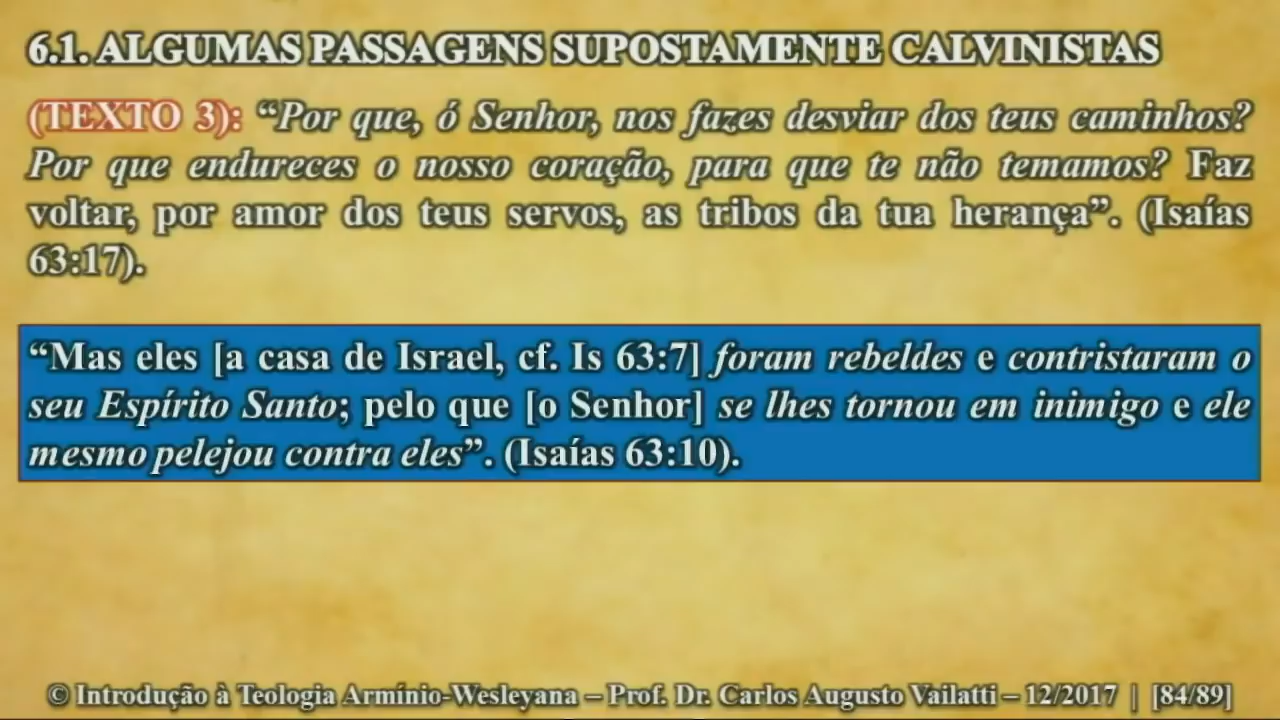 6.1. ALGUMAS PASSAGENS SUPOSTAMENTE CALVINISTAS
(TEXTO 3): “Por que, ó Senhor, nos fazes desviar dos teus caminhos?
Por que endureces o nosso coração, para que te não temamos? Faz
voltar, por amor dos teus servos, as tribos da tua herança”. (Isaías
63:17).
“Mas eles [a casa de Israel, cf. Is 63:7] foram rebeldes e contristaram o
seu Espírito Santo; pelo que [o Senhor] se lhes tornou em inimigo e ele
mesmo pelejou contra eles”. (Isaías 63:10).
© Introdução à Teologia Armínio-Wesleyana – Prof. Dr. Carlos Augusto Vailatti – 12/2017 | [84/89]